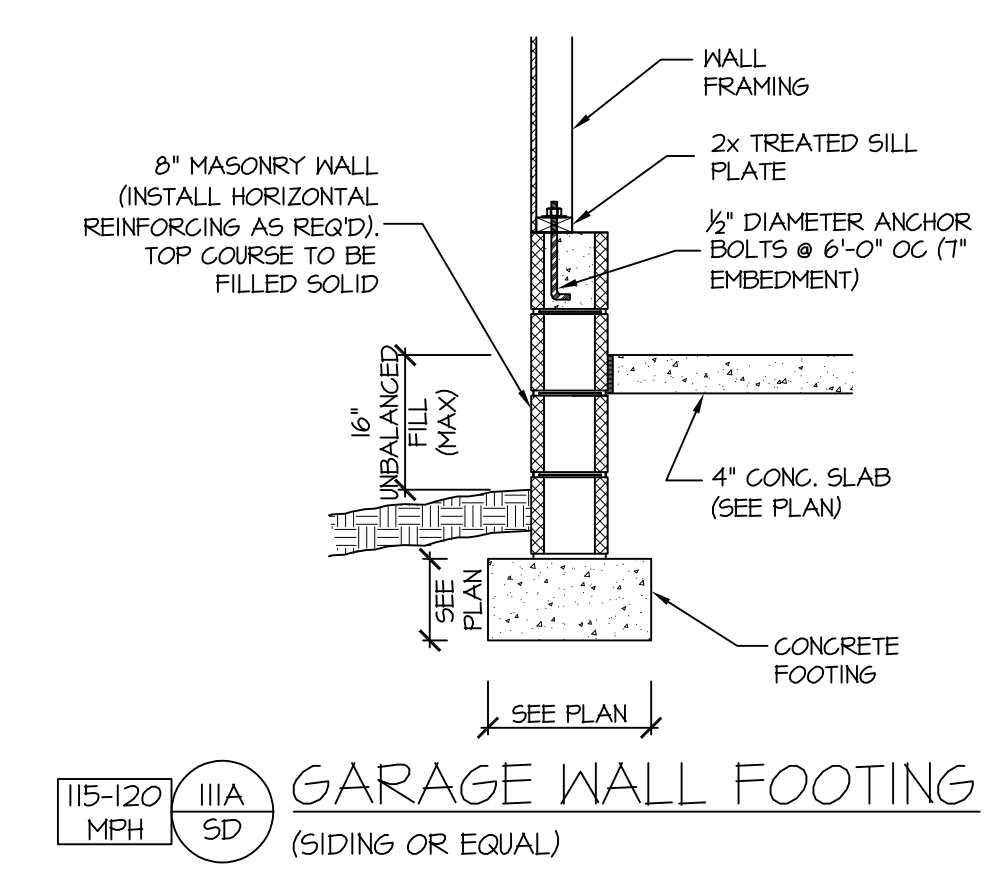 WALL
FRAMING
2x TREATED SILL
PLATE
½" DIAMETER ANCHOR
BOLTS @ 6'-0" OC (7"
EMBEDMENT)
8" MASONRY WALL
(INSTALL HORIZONTAL
REINFORCING AS REQ'D).
TOP COURSE TO BE
FILLED SOLID
16"
UNBALANCED
FILL
(MAX)
4" CONC. SLAB
(SEE PLAN)
SEE
PLAN
CONCRETE
FOOTING
SEE PLAN
115-120
MPH
111A
SD
GARAGE WALL FOOTING
(SIDING OR EQUAL)